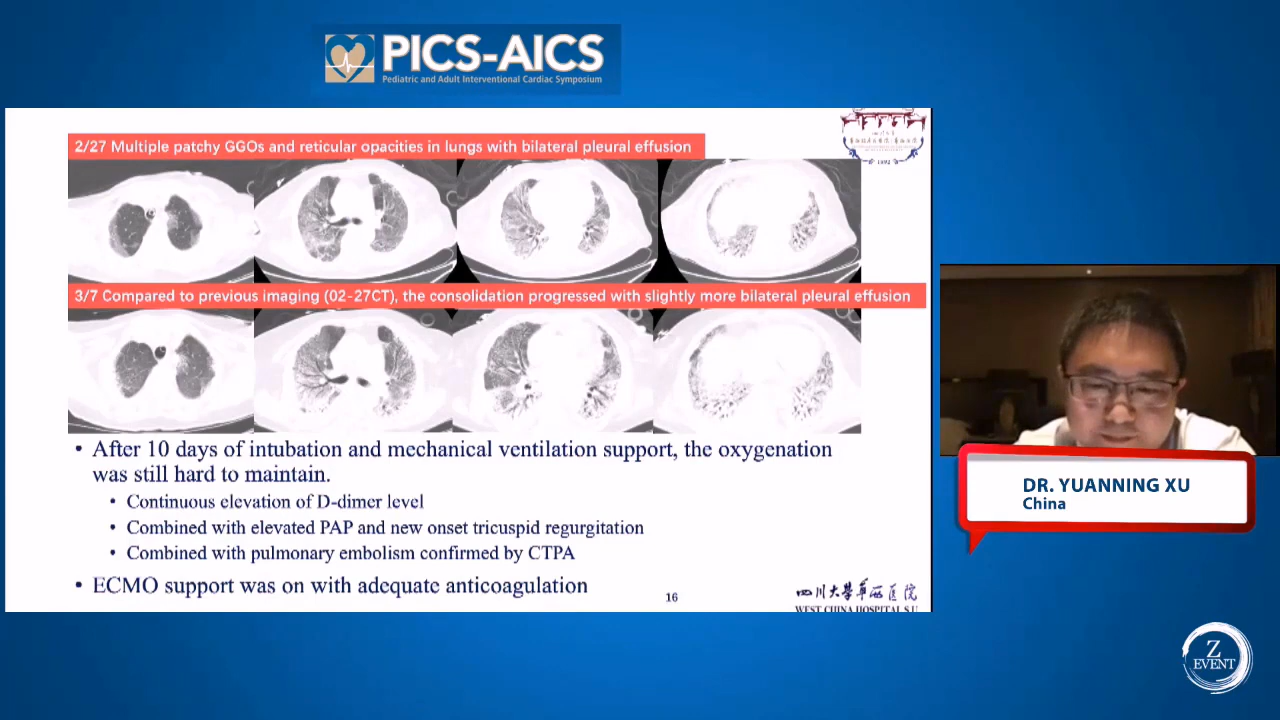 PICS-AICS
Pediatric and Adult Interventional Cardiac Symposium
2/27 Multiple patchy GGOs and reticular opacities in lungs with bilateral pleural effusion
3/7 Compared to previous imaging (02-27CT), the consolidation progressed with slightly more bilateral pleural effusion
• After 10 days of intubation and mechanical ventilation support, the oxygenation
was still hard to maintain.
• Continuous elevation of D-dimer level
• Combined with elevated PAP and new onset tricuspid regurgitation
• Combined with pulmonary embolism confirmed by CTPA
• ECMO support was on with adequate anticoagulation
16
四川大學華西医院
WEST CHINA HOSPITAL S.U
DR. YUANNING XU
China
Z
EVENT